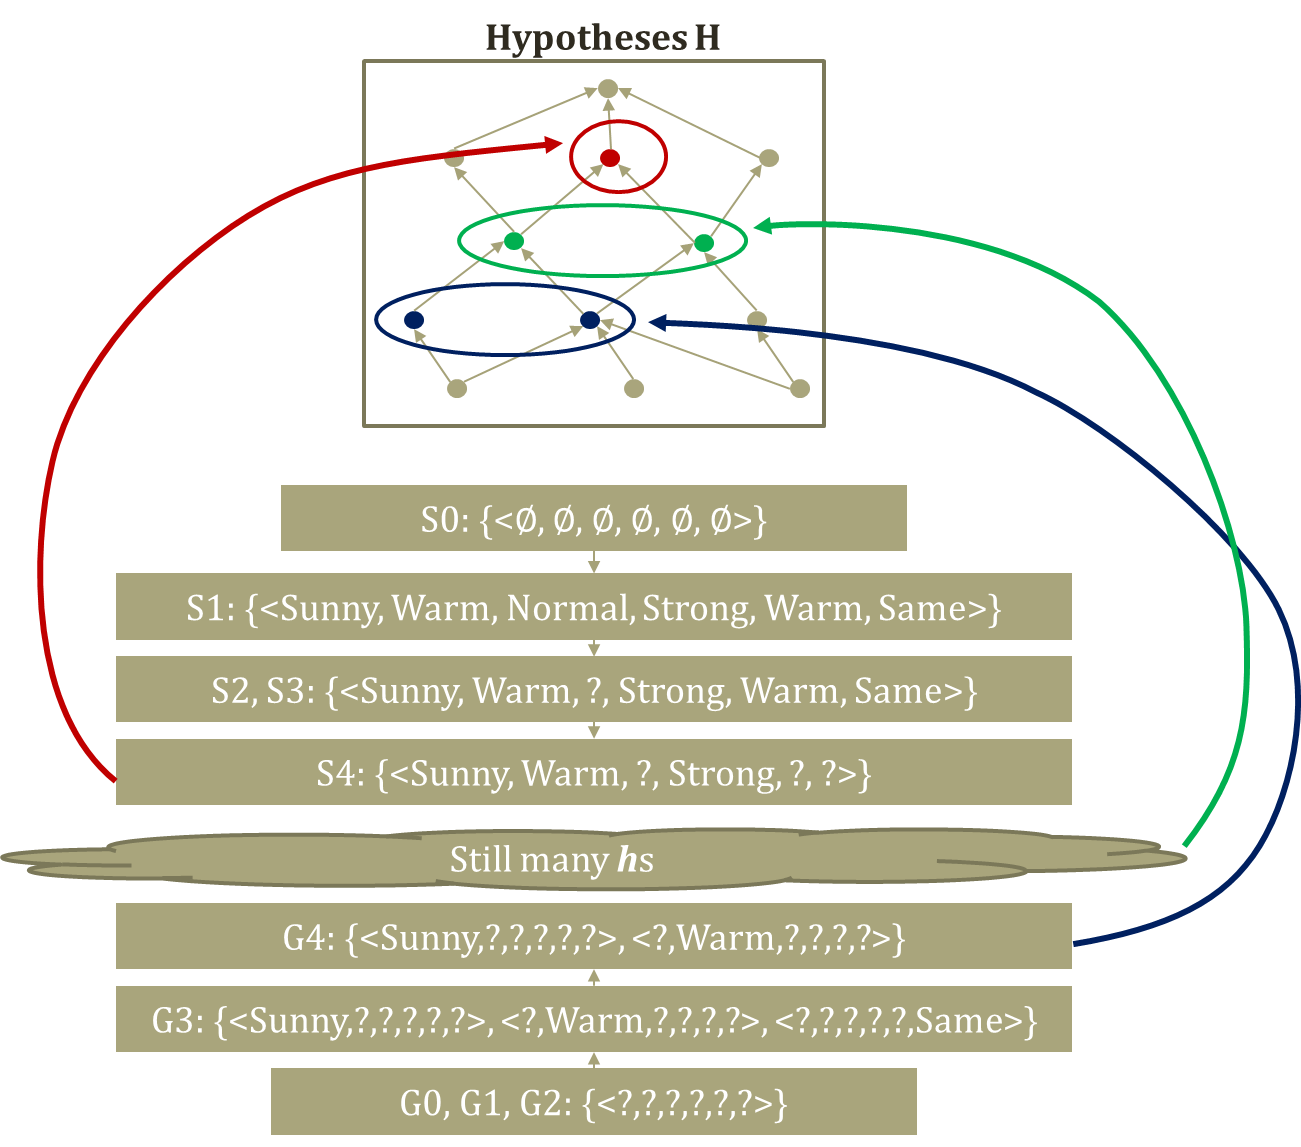 Hypotheses H
S0: {<∅, ∅, ∅, ∅, ∅, ∅>}
S1: {<Sunny, Warm, Normal, Strong, Warm, Same>}
S2, S3: {<Sunny, Warm, ?, Strong, Warm, Same>}
S4: {<Sunny, Warm, ?, Strong, ?, ?>}
Still many hs
G4: {<Sunny,?,?,?,?,?>, <?,Warm,?,?,?,?>}
G3: {<Sunny,?,?,?,?,?>, <?,Warm,?,?,?,?>, <?,?,?,?,?,Same>}
G0, G1, G2: {<?,?,?,?,?,?>}